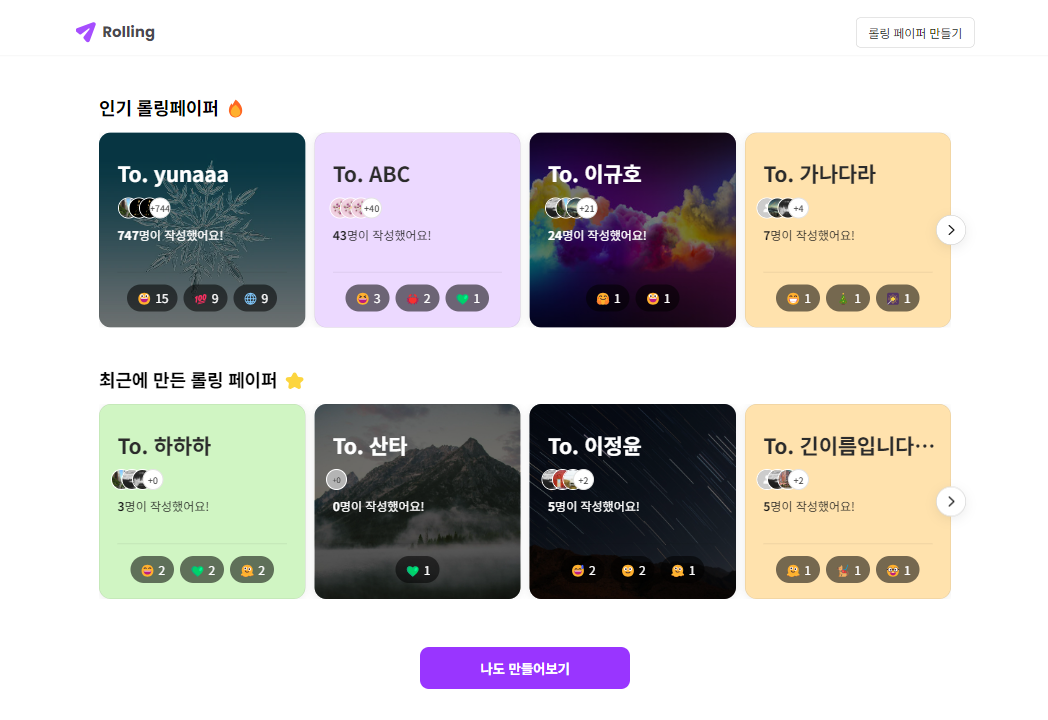 Rolling
롤링 페이퍼 만들기
인기 롤링페이퍼 🔥
To. yunaaa
+744
747명이 작성했어요!
😀 15 💯 9 🌐 9
To. ABC
+40
43명이 작성했어요!
😆 3 🍎 2 💚 1
To. 이규호
+21
24명이 작성했어요!
🤗 1 😀 1
To. 가나다라
+4
7명이 작성했어요!
😁 1 🎍 1 🎇 1
최근에 만든 롤링 페이퍼 ⭐
To. 하하하
+0
3명이 작성했어요!
😄 2 💚 2 🤗 2
To. 산타
+0
0명이 작성했어요!
💚 1
To. 이정윤
+2
5명이 작성했어요!
😅 2 😀 2 🤗 1
To. 긴이름입니다…
+2
5명이 작성했어요!
1 1 1
나도 만들어보기